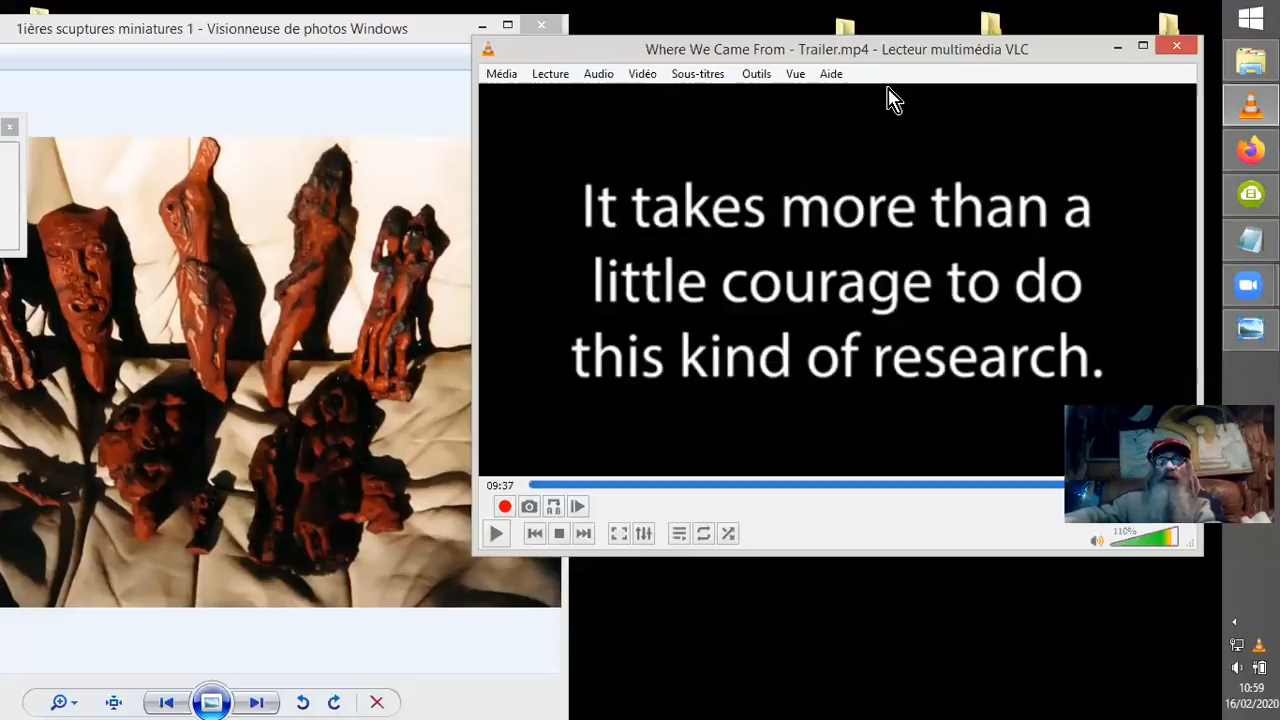 1ières scuptures miniatures 1 - Visionneuse de photos Windows
Where We Came From - Trailer.mp4 - Lecteur multimédia VLC
Média Lecture Audio Vidéo Sous-titres Outils Vue Aide
It takes more than a
little courage to do
this kind of research.
09:37
A B
110%
10:59
16/02/2020